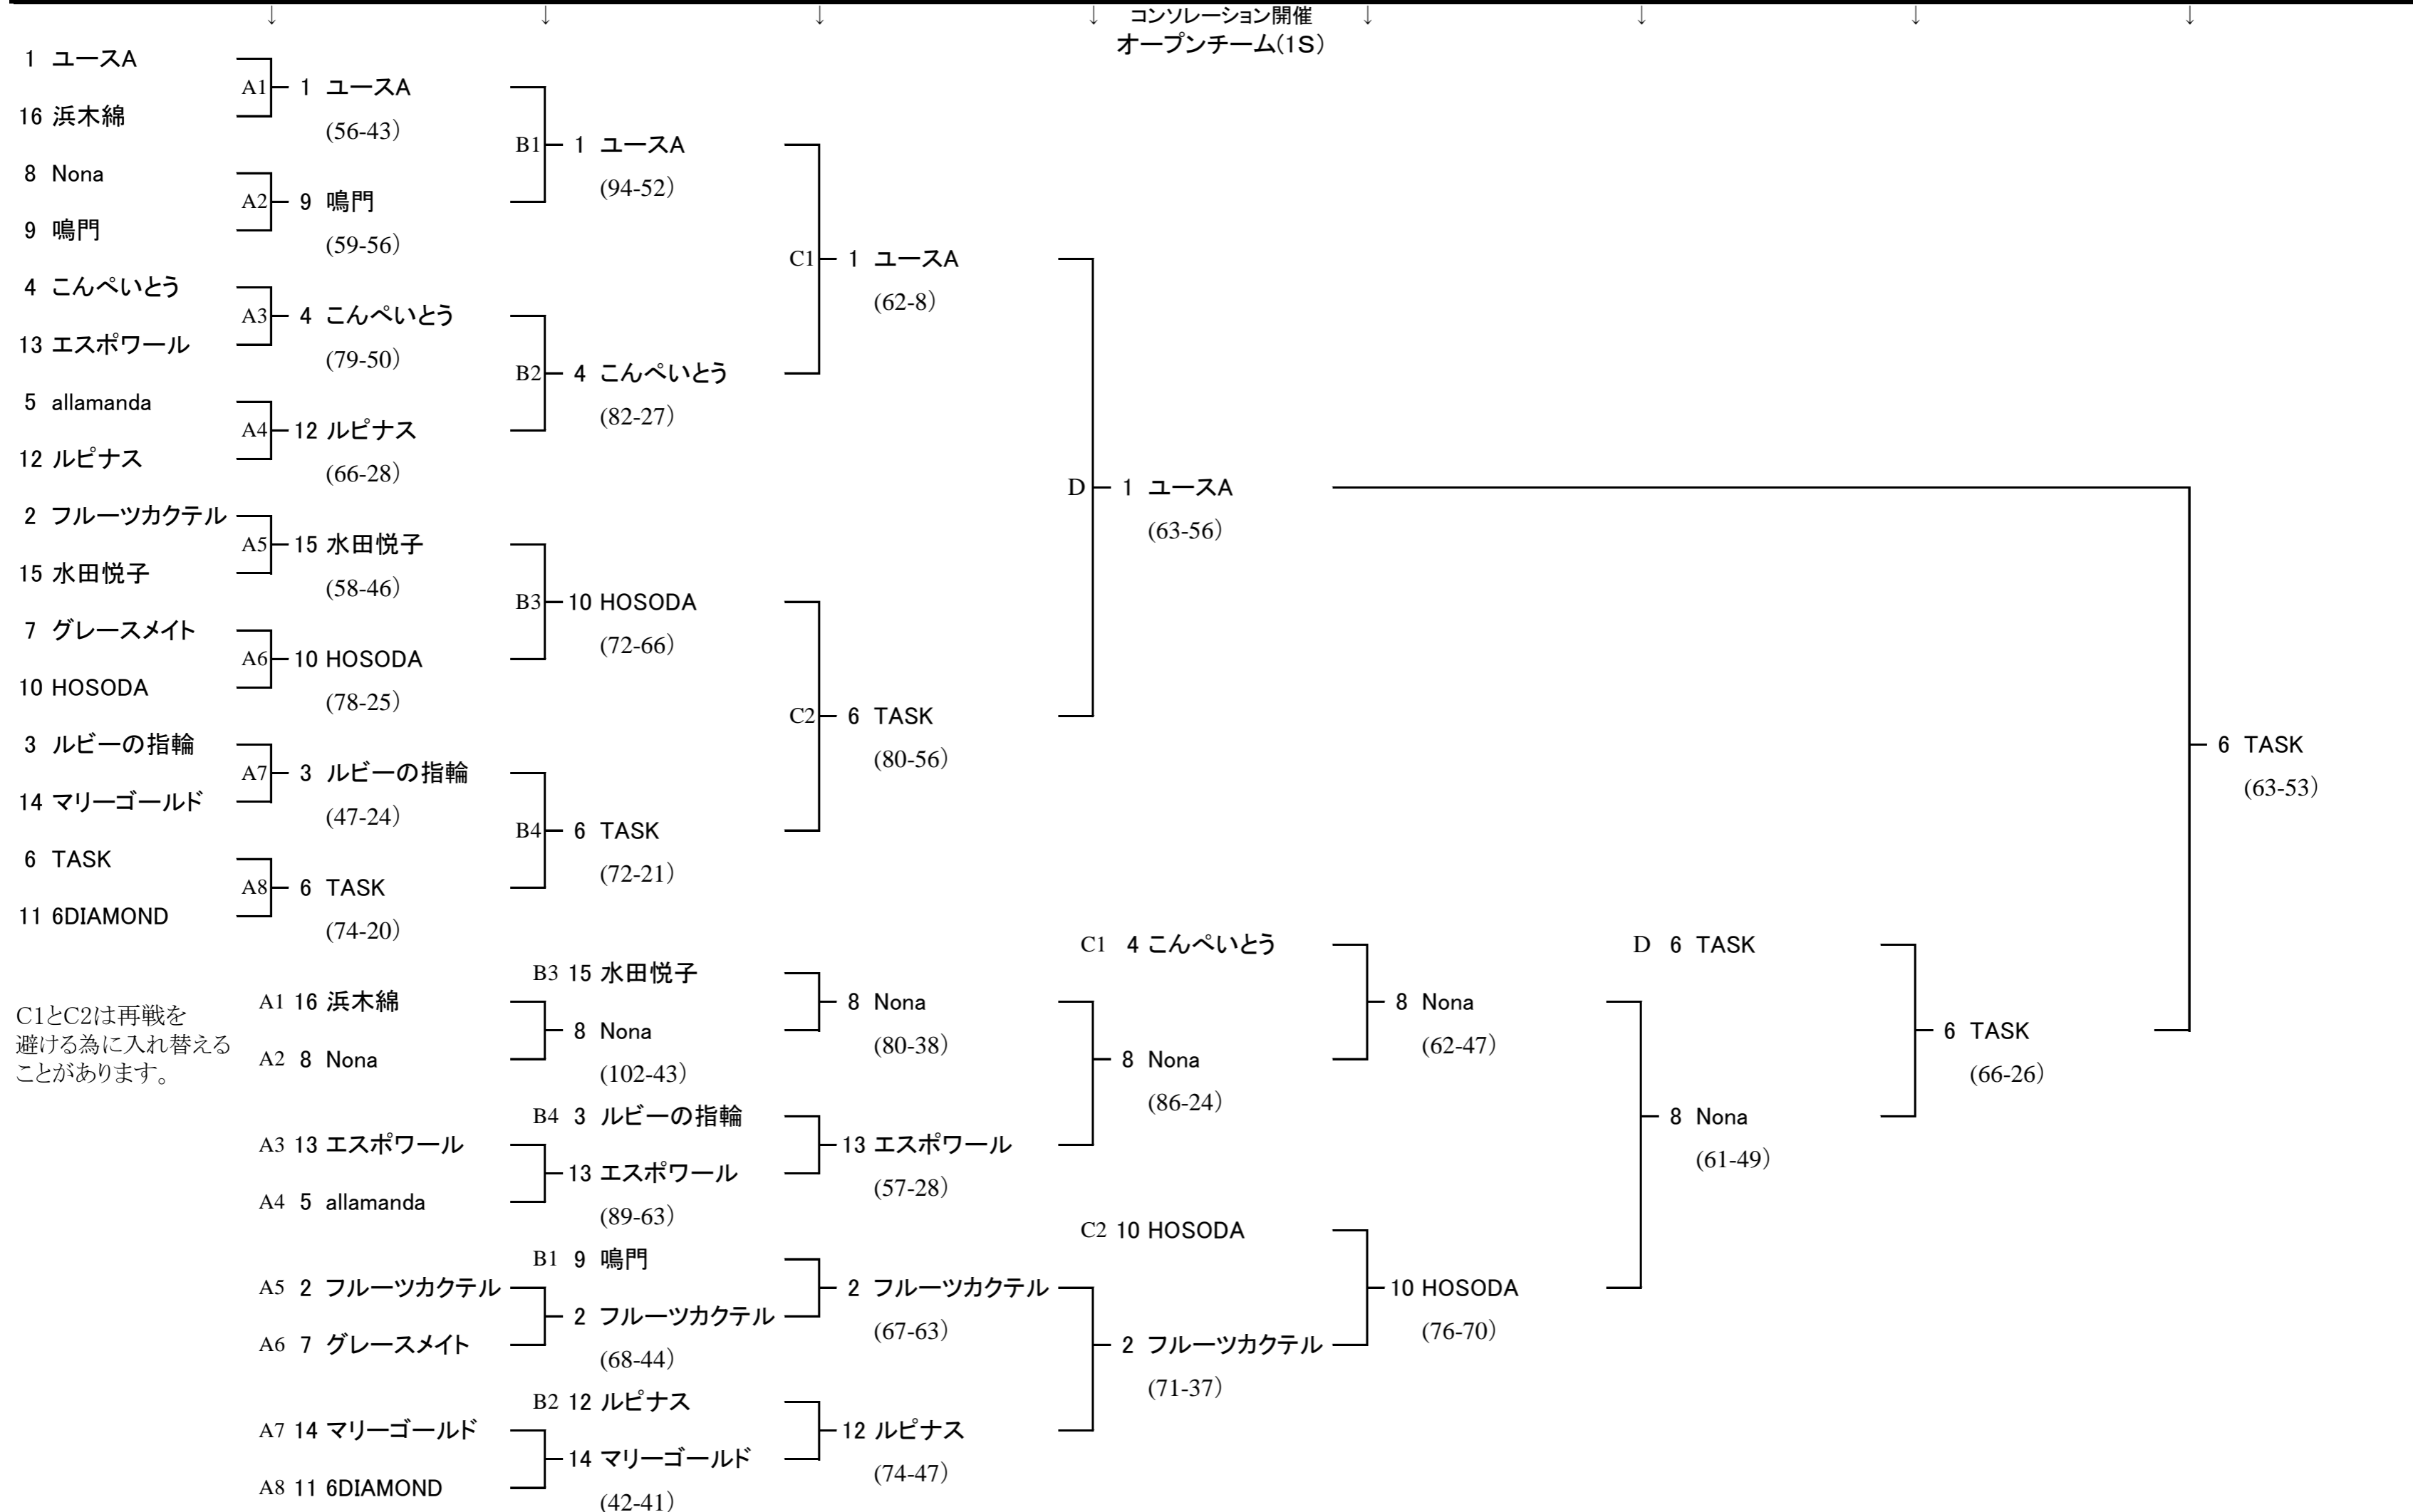 ↓ ↓ ↓ ↓ コンソレーション開催 ↓ ↓ ↓ ↓
オープンチーム(1S)
1 ユースA
A1 1 ユースA
16 浜木綿
(56-43)
B1 1 ユースA
8 Nona
(94-52)
A2 9 鳴門
9 鳴門
(59-56)
C1 1 ユースA
4 こんぺいとう
(62-8)
A3 4 こんぺいとう
13 エスポワール
(79-50)
B2 4 こんぺいとう
5 allamanda
(82-27)
A4 12 ルピナス
12 ルピナス
(66-28)
D 1 ユースA
2 フルーツカクテル
(63-56)
A5 15 水田悦子
15 水田悦子
(58-46)
B3 10 HOSODA
7 グレースメイト
(72-66)
A6 10 HOSODA
10 HOSODA
(78-25)
C2 6 TASK
3 ルビーの指輪
6 TASK
(80-56)
A7 3 ルビーの指輪
(63-53)
14 マリーゴールド
(47-24)
B4 6 TASK
6 TASK
(72-21)
A8 6 TASK
11 6DIAMOND
(74-20)
C1 4 こんぺいとう
D 6 TASK
B3 15 水田悦子
A1 16 浜木綿
8 Nona
8 Nona
C1とC2は再戦を
避ける為に入れ替える
ことがあります。
8 Nona
6 TASK
(80-38)
(62-47)
A2 8 Nona
8 Nona
(102-43)
(66-26)
(86-24)
B4 3 ルビーの指輪
8 Nona
A3 13 エスポワール
13 エスポワール
(61-49)
13 エスポワール
(57-28)
A4 5 allamanda
(89-63)
C2 10 HOSODA
B1 9 鳴門
A5 2 フルーツカクテル
2 フルーツカクテル
10 HOSODA
2 フルーツカクテル
(67-63)
(76-70)
A6 7 グレースメイト
2 フルーツカクテル
(68-44)
(71-37)
B2 12 ルピナス
A7 14 マリーゴールド
12 ルピナス
14 マリーゴールド
(74-47)
A8 11 6DIAMOND
(42-41)